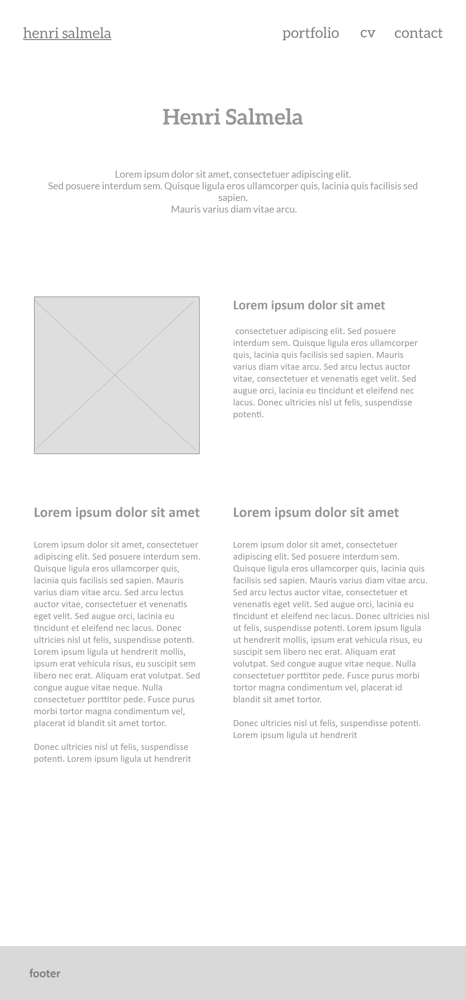 henri salmela portfolio cv contact
Henri Salmela
Lorem ipsum dolor sit amet, consectetuer adipiscing elit.
Sed posuere interdum sem. Quisque ligula eros ullamcorper quis, lacinia quis facilisis sed
sapien.
Mauris varius diam vitae arcu.
Lorem ipsum dolor sit amet
consectetuer adipiscing elit. Sed posuere
interdum sem. Quisque ligula eros ullamcorper
quis, lacinia quis facilisis sed sapien. Mauris
varius diam vitae arcu. Sed arcu lectus auctor
vitae, consectetuer et venenatis eget velit. Sed
augue orci, lacinia eu tincidunt et eleifend nec
lacus. Donec ultricies nisl ut felis, suspendisse
potenti.
Lorem ipsum dolor sit amet
Lorem ipsum dolor sit amet, consectetuer
adipiscing elit. Sed posuere interdum sem.
Quisque ligula eros ullamcorper quis,
lacinia quis facilisis sed sapien. Mauris
varius diam vitae arcu. Sed arcu lectus
auctor vitae, consectetuer et venenatis
eget velit. Sed augue orci, lacinia eu
tincidunt et eleifend nec lacus. Donec
ultricies nisl ut felis, suspendisse potenti.
Lorem ipsum ligula ut hendrerit mollis,
ipsum erat vehicula risus, eu suscipit sem
libero nec erat. Aliquam erat volutpat. Sed
congue augue vitae neque. Nulla
consectetuer porttitor pede. Fusce purus
morbi tortor magna condimentum vel,
placerat id blandit sit amet tortor.
Donec ultricies nisl ut felis, suspendisse
potenti. Lorem ipsum ligula ut hendrerit
Lorem ipsum dolor sit amet
Lorem ipsum dolor sit amet, consectetuer
adipiscing elit. Sed posuere interdum sem.
Quisque ligula eros ullamcorper quis, lacinia quis
facilisis sed sapien. Mauris varius diam vitae arcu.
Sed arcu lectus auctor vitae, consectetuer et
venenatis eget velit. Sed augue orci, lacinia eu
tincidunt et eleifend nec lacus. Donec ultricies nisl
ut felis, suspendisse potenti. Lorem ipsum ligula
ut hendrerit mollis, ipsum erat vehicula risus, eu
suscipit sem libero nec erat. Aliquam erat
volutpat. Sed congue augue vitae neque. Nulla
consectetuer porttitor pede. Fusce purus morbi
tortor magna condimentum vel, placerat id
blandit sit amet tortor.
Donec ultricies nisl ut felis, suspendisse potenti.
Lorem ipsum ligula ut hendrerit
footer